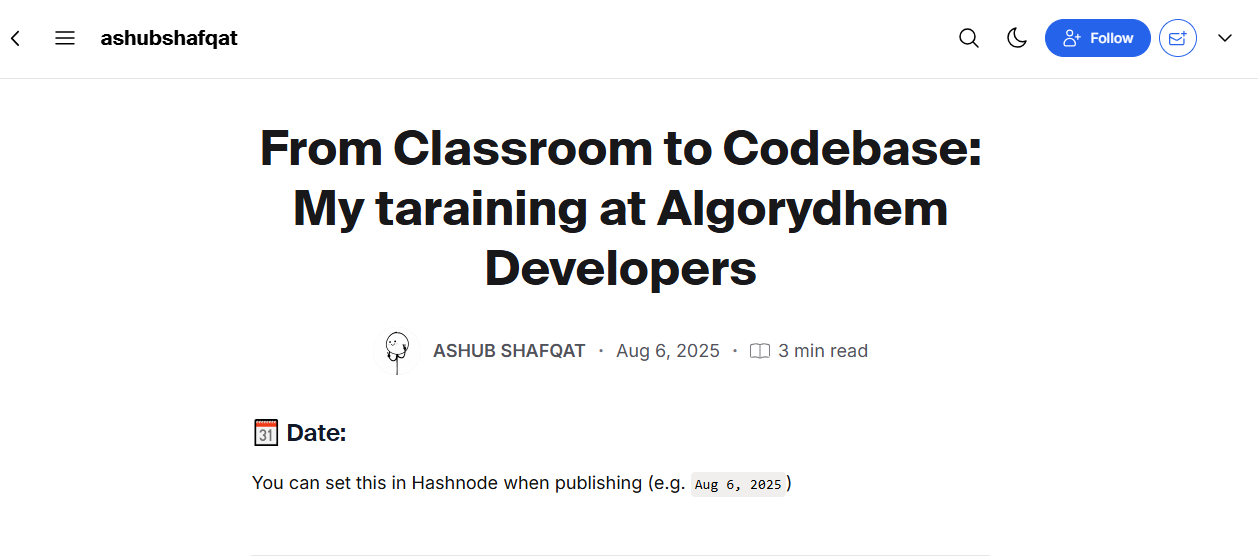 ashubshafqat
Follow
From Classroom to Codebase:
My taraining at Algorydhem
Developers
ASHUB SHAFQAT · Aug 6, 2025 · 3 min read
31 Date:
You can set this in Hashnode when publishing (e.g. Aug 6, 2025)